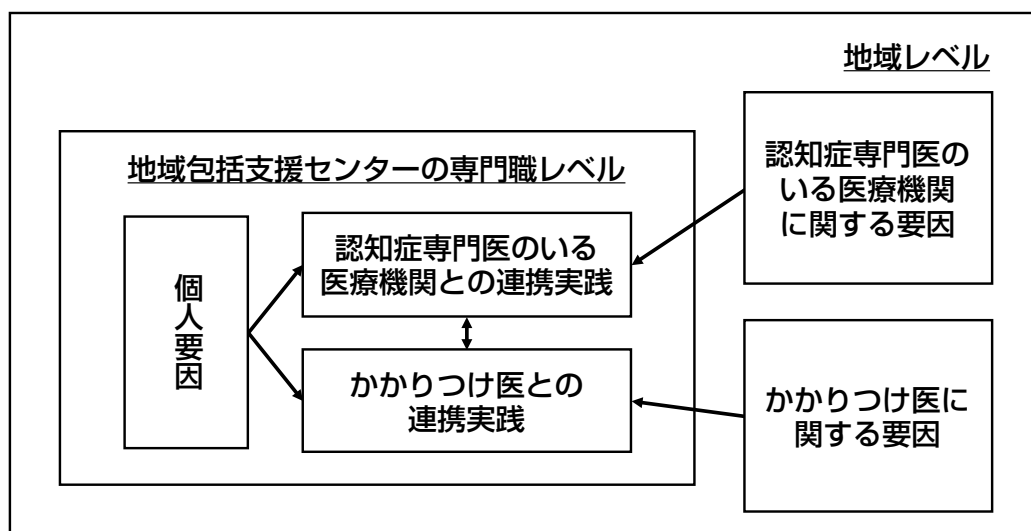 地域レベル
地域包括支援センターの専門職レベル
個人要因
認知症専門医のいる
医療機関との連携実践
かかりつけ医との
連携実践
認知症専門医の
いる医療機関
に関する要因
かかりつけ医に
関する要因